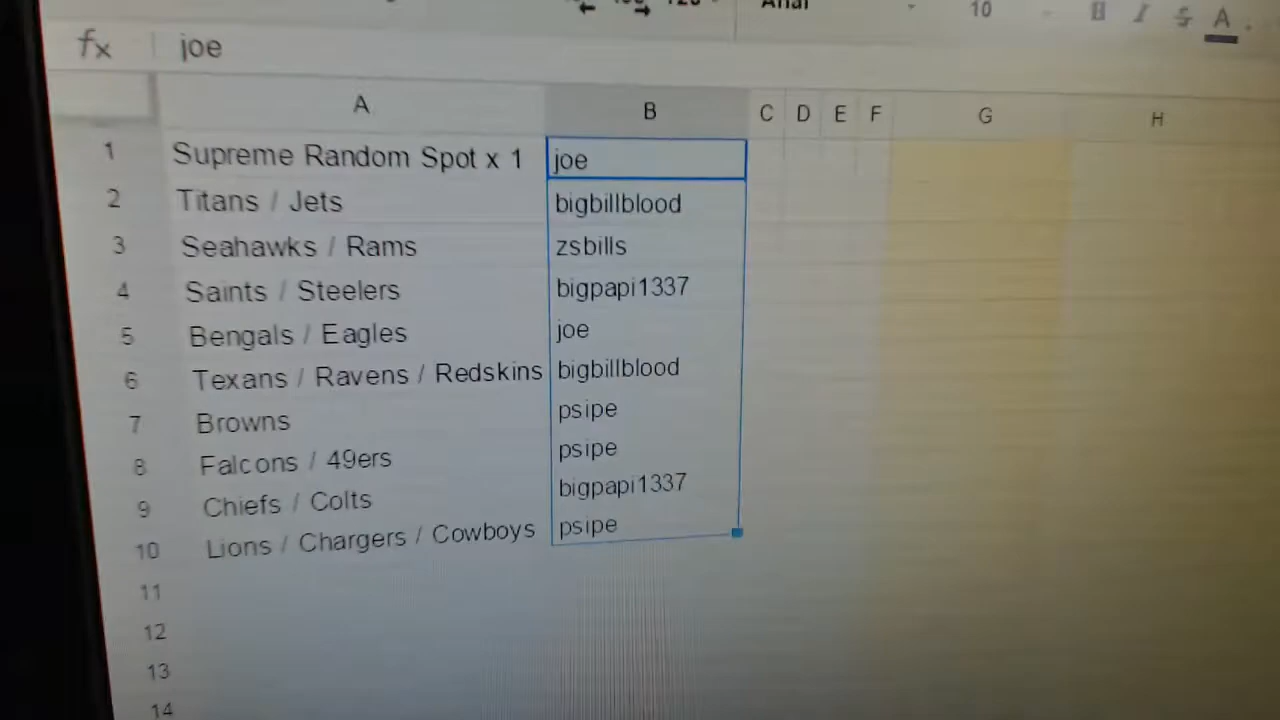 Arial 10 B I S A
fx joe
A B C D E F G H
1 Supreme Random Spot x 1 joe
2 Titans / Jets bigbillblood
3 Seahawks / Rams zsbills
4 Saints / Steelers bigpapi1337
5 Bengals / Eagles joe
6 Texans / Ravens / Redskins bigbillblood
7 Browns psipe
8 Falcons / 49ers psipe
9 Chiefs / Colts bigpapi1337
10 Lions / Chargers / Cowboys psipe
11
12
13
14